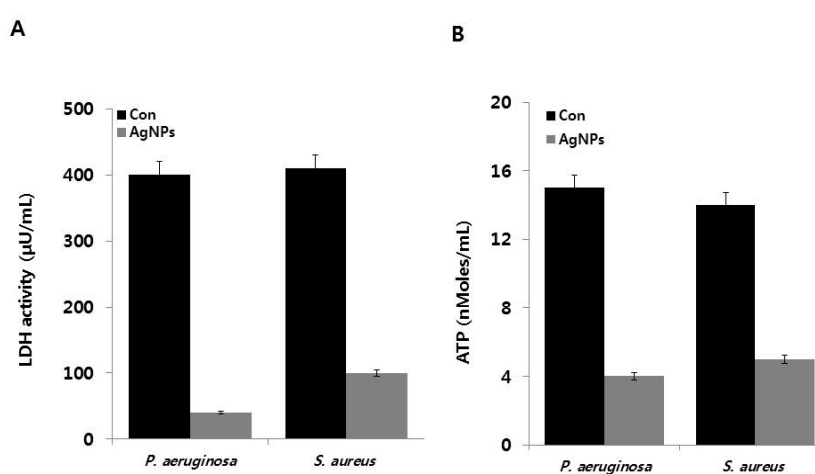 A
LDH activity (µU/mL)
500
400
300
200
100
0
Con
AgNPs
P. aeruginosa
S. aureus
B
ATP (nMoles/mL)
20
16
12
8
4
0
Con
AgNPs
P. aeruginosa
S. aureus